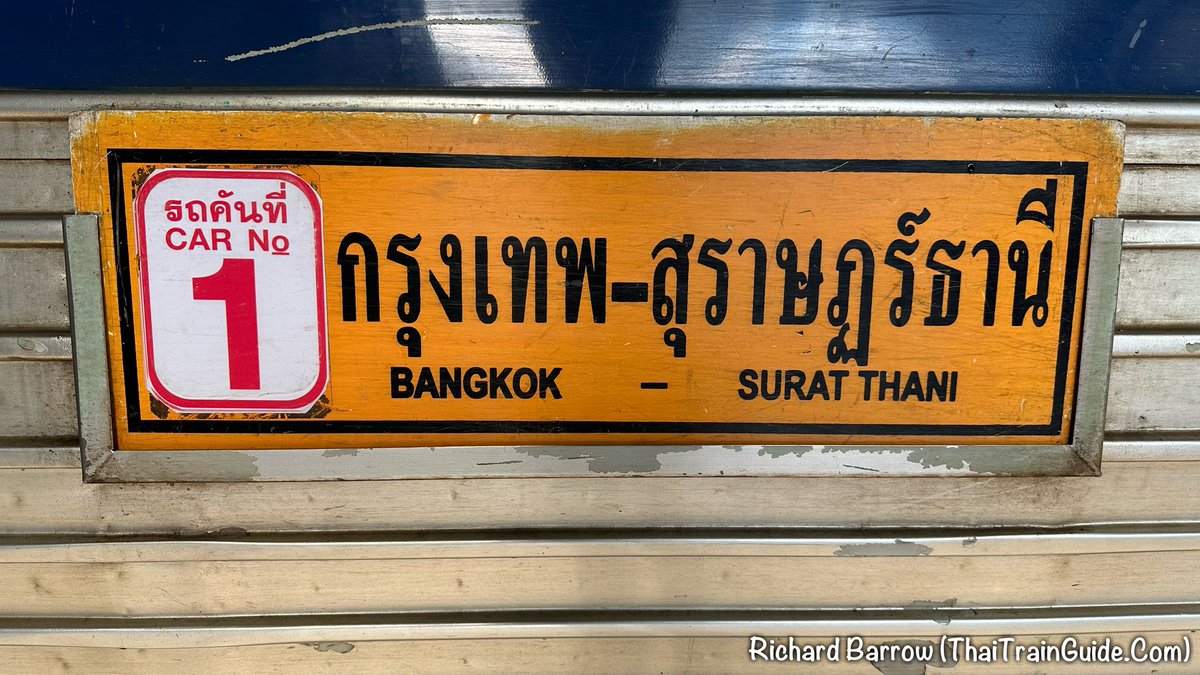 รถคันที่
CAR No
1
กรุงเทพ-สุราษฎร์ธานี
BANGKOK - SURAT THANI
Richard Barrow (ThaiTrainGuide.Com)